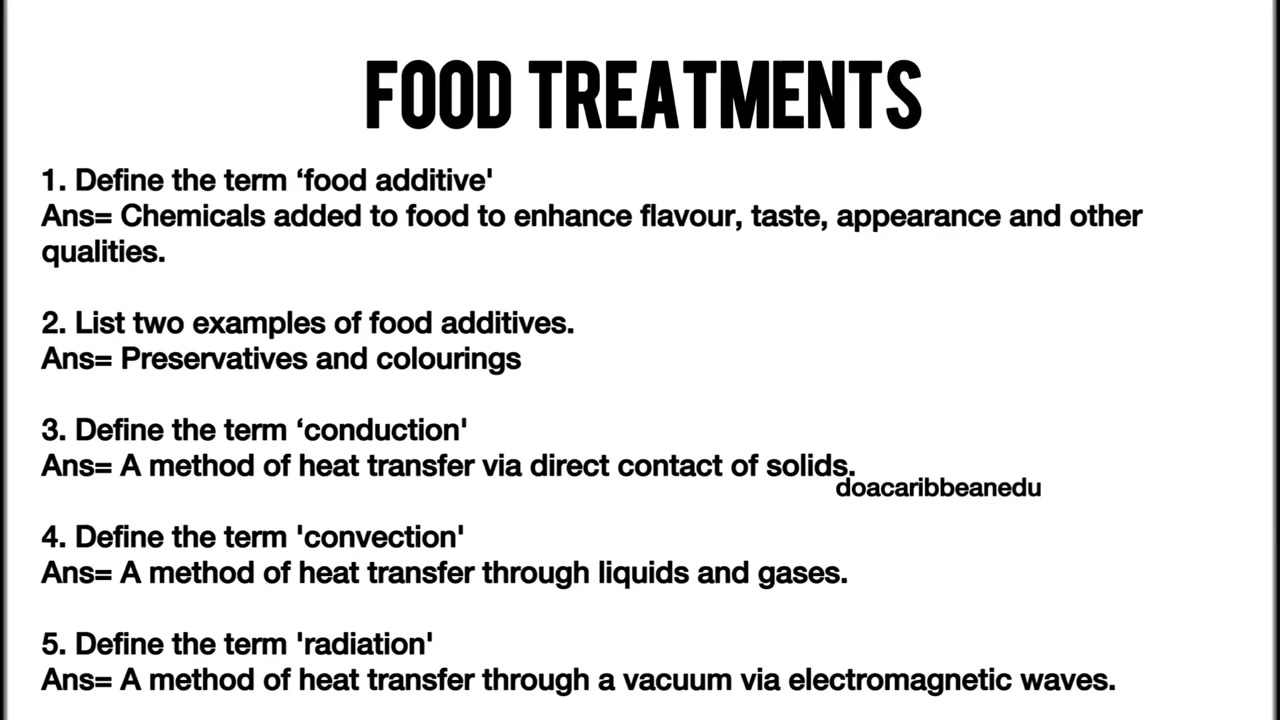 FOOD TREATMENTS
1. Define the term ‘food additive'
Ans= Chemicals added to food to enhance flavour, taste, appearance and other
qualities.
2. List two examples of food additives.
Ans= Preservatives and colourings
3. Define the term ‘conduction'
Ans= A method of heat transfer via direct contact of solids.
doacaribbeanedu
4. Define the term 'convection'
Ans= A method of heat transfer through liquids and gases.
5. Define the term 'radiation'
Ans= A method of heat transfer through a vacuum via electromagnetic waves.